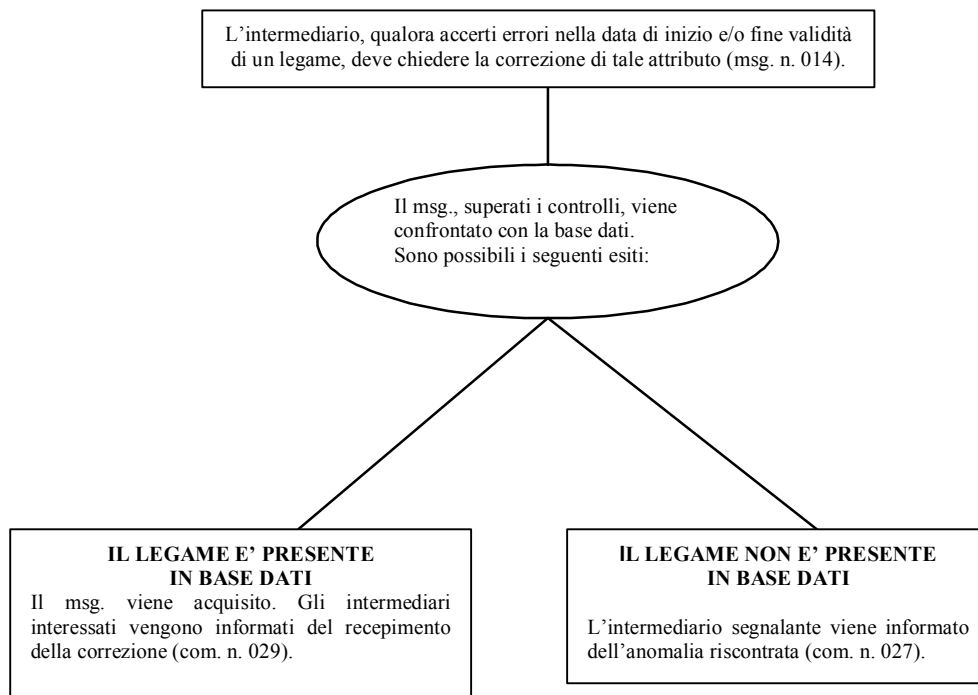 L’intermediario, qualora accerti errori nella data di inizio e/o fine validità
di un legame, deve chiedere la correzione di tale attributo (msg. n. 014).
Il msg., superati i controlli, viene
confrontato con la base dati.
Sono possibili i seguenti esiti:
IL LEGAME E’ PRESENTE
IN BASE DATI
Il msg. viene acquisito. Gli intermediari
interessati vengono informati del recepimento
della correzione (com. n. 029).
IL LEGAME NON E’ PRESENTE
IN BASE DATI
L’intermediario segnalante viene informato
dell’anomalia riscontrata (com. n. 027).